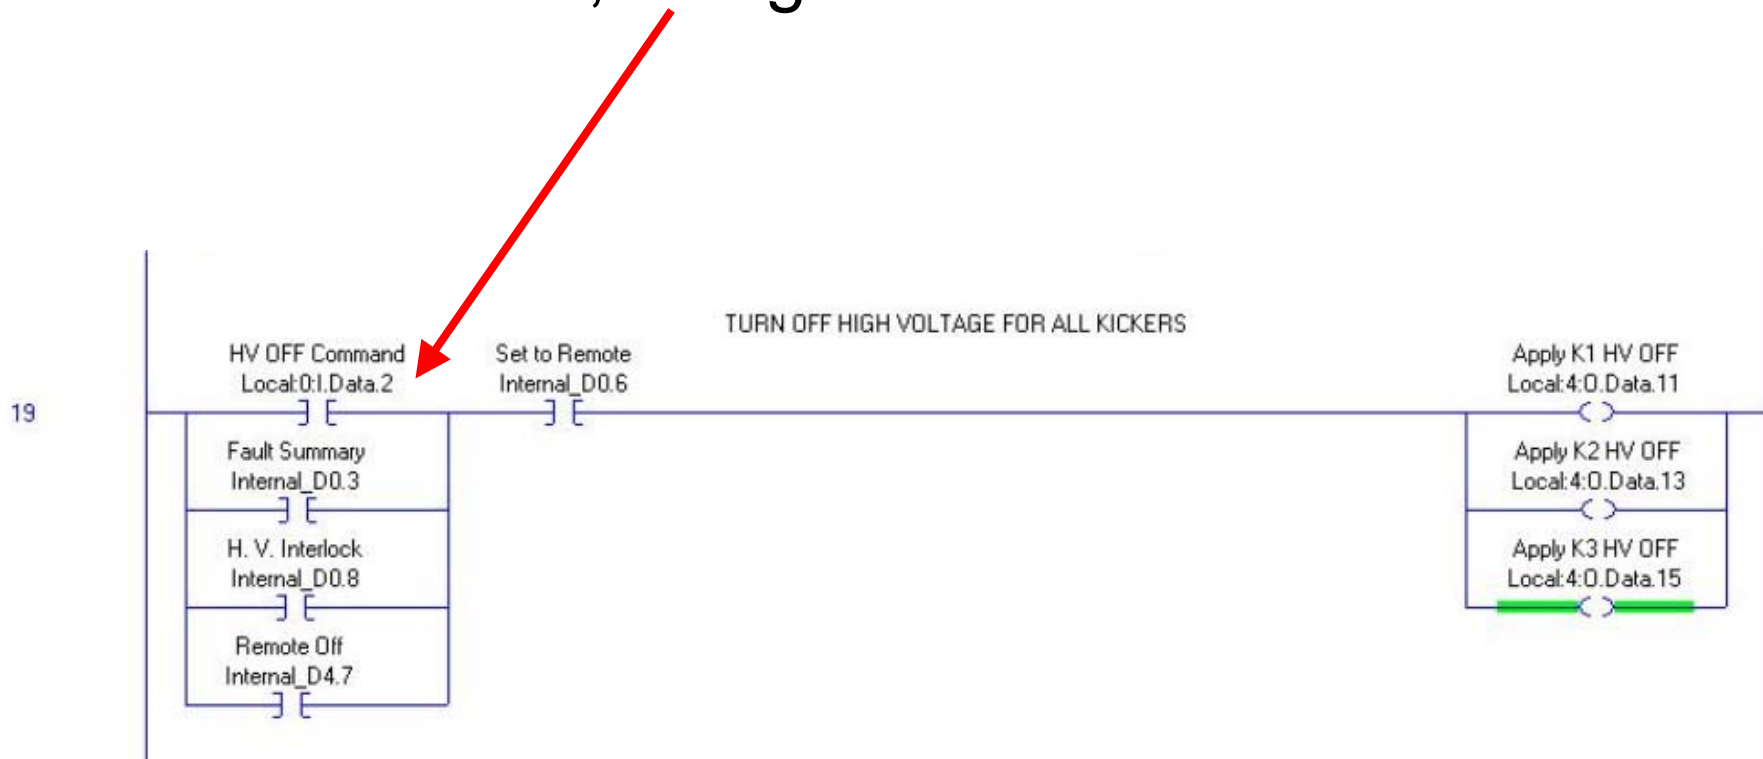 TURN OFF HIGH VOLTAGE FOR ALL KICKERS
HV OFF Command
Local:0:I.Data.2
Set to Remote
Internal_D0.6
Apply K1 HV OFF
Local:4:O.Data.11
19
Fault Summary
Internal_D0.3
Apply K2 HV OFF
Local:4:O.Data.13
H. V. Interlock
Internal_D0.8
Apply K3 HV OFF
Local:4:O.Data.15
Remote Off
Internal_D4.7